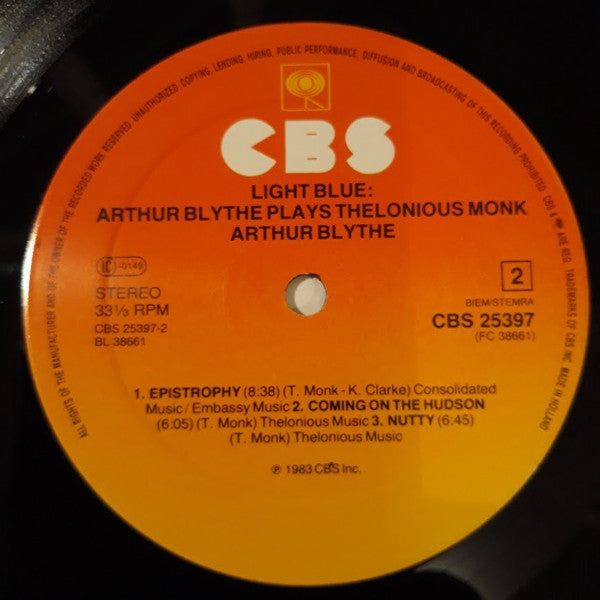 ALL RIGHTS OF THE MANUFACTURER AND OF THE OWNER OF THE RECORDED WORK RESERVED. UNAUTHORIZED COPYING, LENDING, HIRING, PUBLIC PERFORMANCE, DIFFUSION AND BROADCASTING OF THIS RECORDING PROHIBITED. CBS & ARE REG. TRADEMARKS OF CBS INC. MADE IN HOLLAND
CBS
LIGHT BLUE:
ARTHUR BLYTHE PLAYS THELONIOUS MONK
ARTHUR BLYTHE
LC -0149
2
STEREO
BIEM/STEMRA
33⅓ RPM
CBS 25397
CBS 25397-2
(FC 38661)
BL 38661
1. EPISTROPHY (8:38) (T. Monk - K. Clarke) Consolidated
Music / Embassy Music 2. COMING ON THE HUDSON
(6.05) (T. Monk) Thelonious Music 3. NUTTY (6:45)
(T. Monk) Thelonious Music
℗ 1983 CBS Inc.